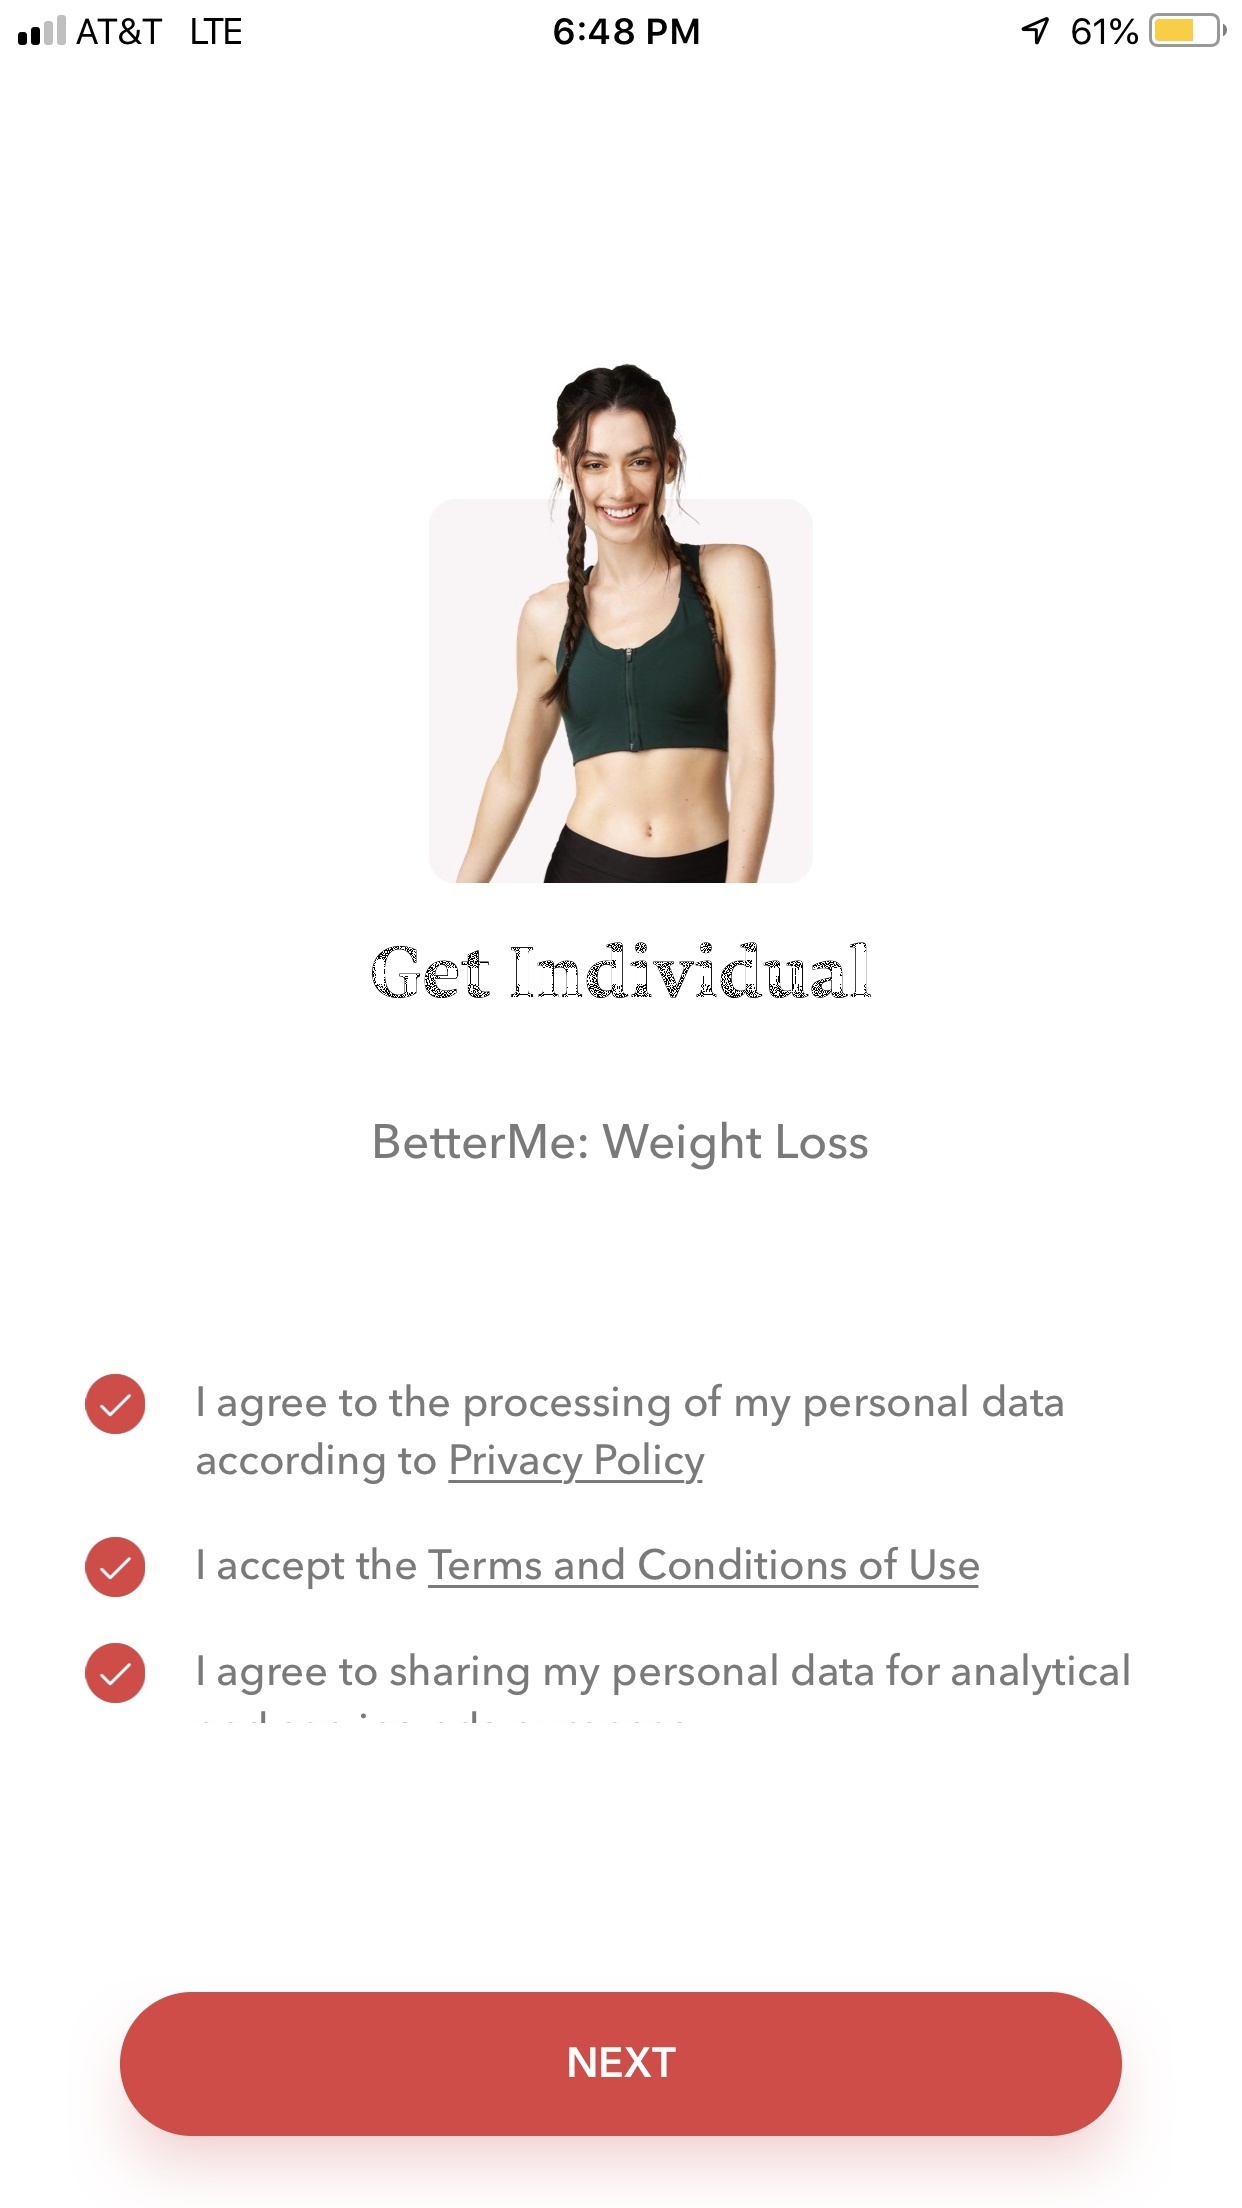 AT&T LTE 6:48 PM 61%
Get Individual
BetterMe: Weight Loss
I agree to the processing of my personal data
according to Privacy Policy
I accept the Terms and Conditions of Use
I agree to sharing my personal data for analytical
NEXT